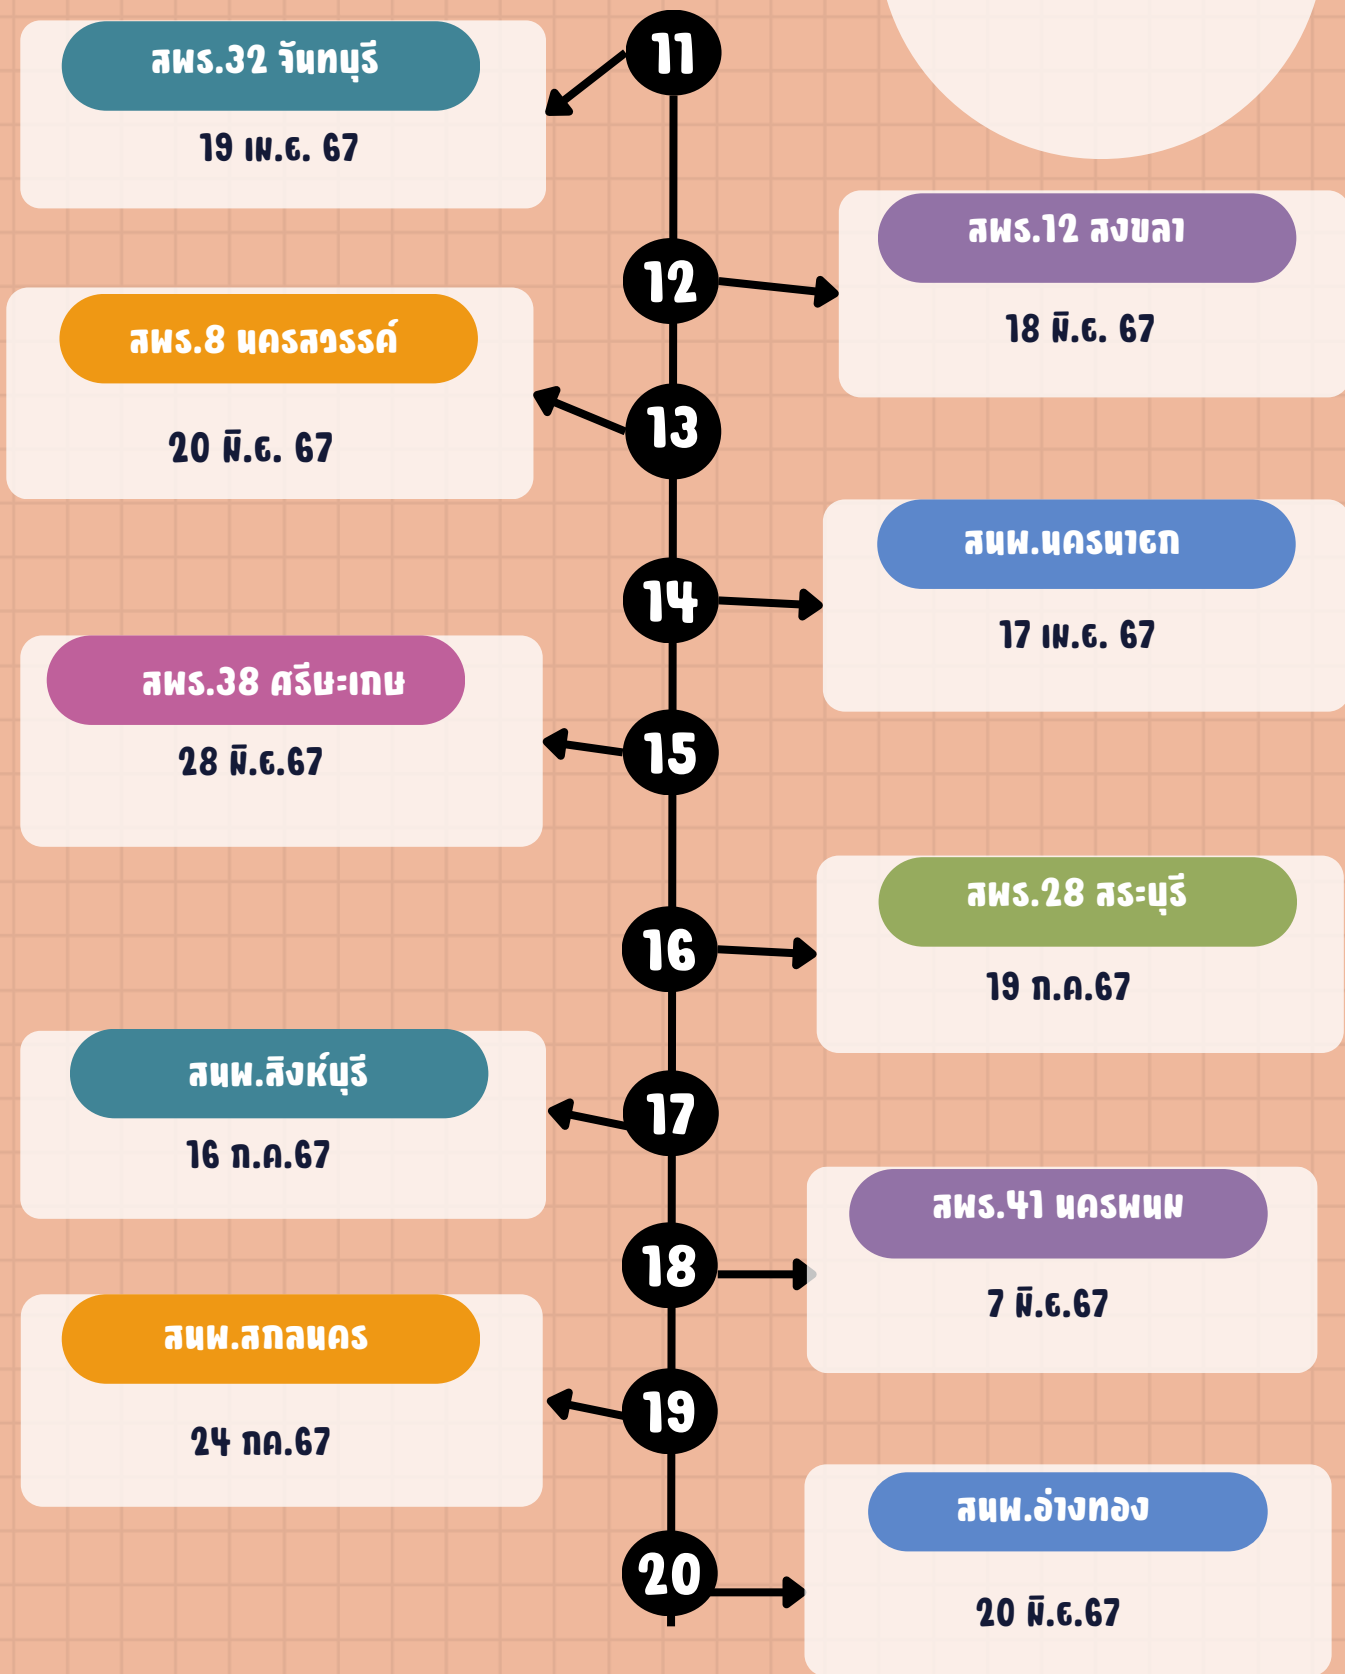 11
สพร.32 จันทบุรี
19 เม.ย. 67
12
สพร.12 สงขลา
18 มิ.ย. 67
13
สพร.8 นครสวรรค์
20 มิ.ย. 67
14
สนพ.นครนายก
17 เม.ย. 67
15
สพร.38 ศรีษะเกษ
28 มิ.ย.67
16
สพร.28 สระบุรี
19 ก.ค.67
17
สนพ.สิงห์บุรี
16 ก.ค.67
18
สพร.41 นครพนม
7 มิ.ย.67
19
สนพ.สกลนคร
24 กค.67
20
สนพ.อ่างทอง
20 มิ.ย.67